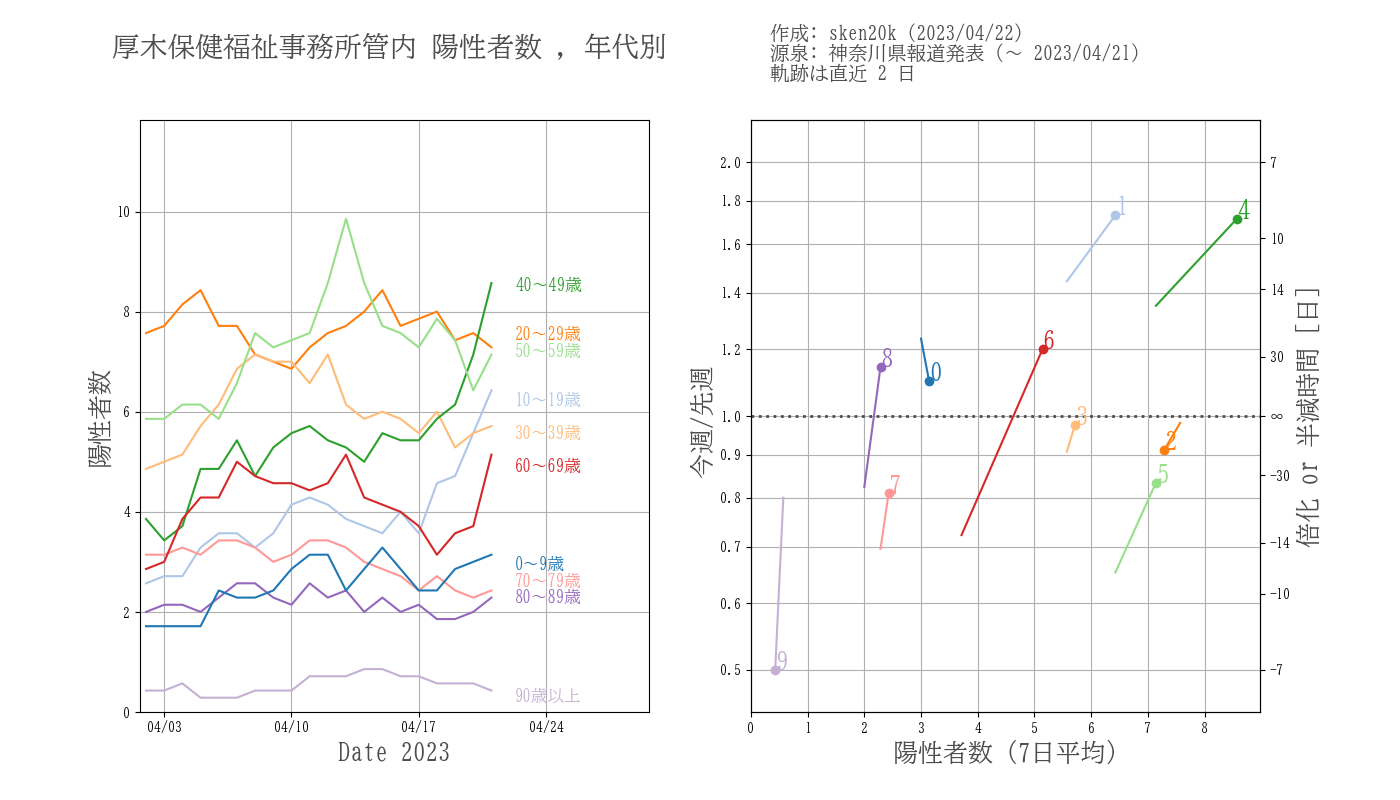 厚木保健福祉事務所管内 陽性者数 , 年代別
作成: sken20k (2023/04/22)
源泉: 神奈川県報道発表 (〜 2023/04/21)
軌跡は直近 2 日
陽性者数
10
8
6
4
2
0
40〜49歳
20〜29歳
50〜59歳
10〜19歳
30〜39歳
60〜69歳
0〜9歳
70〜79歳
80〜89歳
90歳以上
04/03
04/10
04/17
04/24
Date 2023
今週/先週
2.0
1.8
1.6
1.4
1.2
1.0
0.9
0.8
0.7
0.6
0.5
1
4
6
8
0
3
2
5
7
9
7
10
14
30
∞
−30
−14
−10
−7
倍化 or 半減時間 [日]
0
1
2
3
4
5
6
7
8
陽性者数 (7日平均)